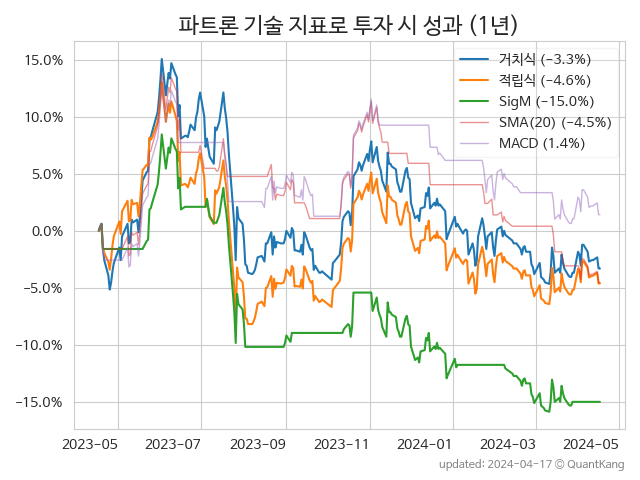 파트론 기술 지표로 투자 시 성과 (1년)
15.0%
10.0%
5.0%
0.0%
−5.0%
−10.0%
−15.0%
거치식 (−3.3%)
적립식 (−4.6%)
SigM (−15.0%)
SMA(20) (−4.5%)
MACD (1.4%)
2023-05 2023-07 2023-09 2023-11 2024-01 2024-03 2024-05
updated: 2024-04-17 ⓒ QuantKang